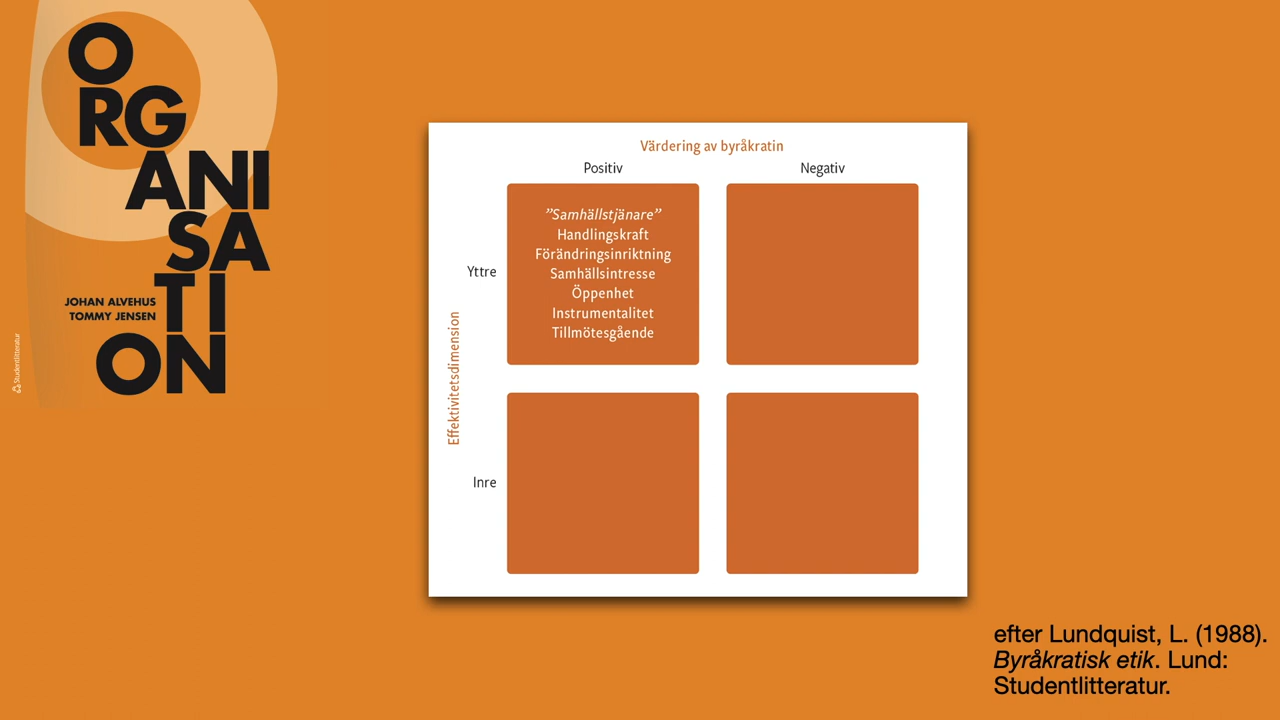 O
RG
ANI
SA
TI
ON
JOHAN ALVEHUS
TOMMY JENSEN
Studentlitteratur
Värdering av byråkratin
Positiv
Negativ
Effektivitetsdimension
Yttre
”Samhällstjänare”
Handlingskraft
Förändringsinriktning
Samhällsintresse
Öppenhet
Instrumentalitet
Tillmötesgående
Inre
efter Lundquist, L. (1988).
Byråkratisk etik. Lund:
Studentlitteratur.